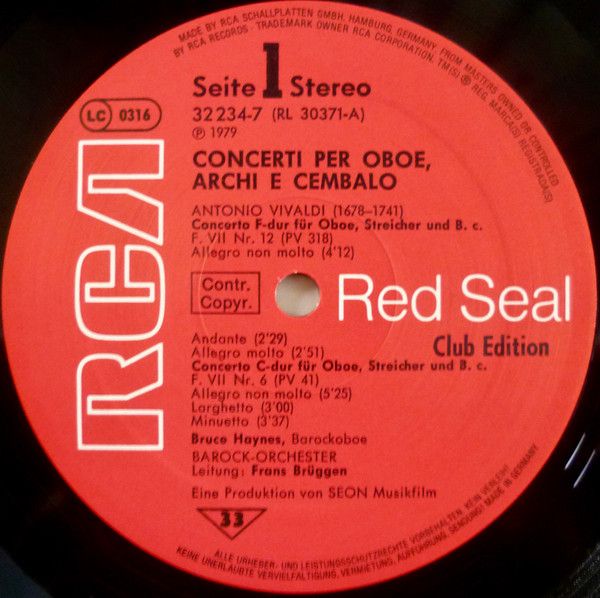 MADE BY RCA SCHALLPLATTEN GMBH, HAMBURG, GERMANY, FROM MASTERS OWNED OR CONTROLLED
BY RCA RECORDS · TRADEMARK OWNER RCA CORPORATION. TM(S) ® REG. MARCA(S) REGISTRADA(S)
Seite 1 Stereo
LC 0316
32 234-7 (RL 30371-A)
℗ 1979
CONCERTI PER OBOE,
ARCHI E CEMBALO
RCA
ANTONIO VIVALDI (1678–1741)
Concerto F-dur für Oboe, Streicher und B. c.
F. VII Nr. 12 (PV 318)
Allegro non molto (4'12)
Contr.
Copyr.
Red Seal
Club Edition
Andante (2'29)
Allegro molto (2'51)
Concerto C-dur für Oboe, Streicher und B. c.
F. VII Nr. 6 (PV 41)
Allegro non molto (5'25)
Larghetto (3'00)
Minuetto (3'37)
Bruce Haynes, Barockoboe
BAROCK-ORCHESTER
Leitung: Frans Brüggen
Eine Produktion von SEON Musikfilm
33
ALLE URHEBER- UND LEISTUNGSSCHUTZRECHTE VORBEHALTEN. KEIN VERLEIH!
KEINE UNERLAUBTE VERVIELFÄLTIGUNG, VERMIETUNG, AUFFÜHRUNG, SENDUNG! MADE IN GERMANY